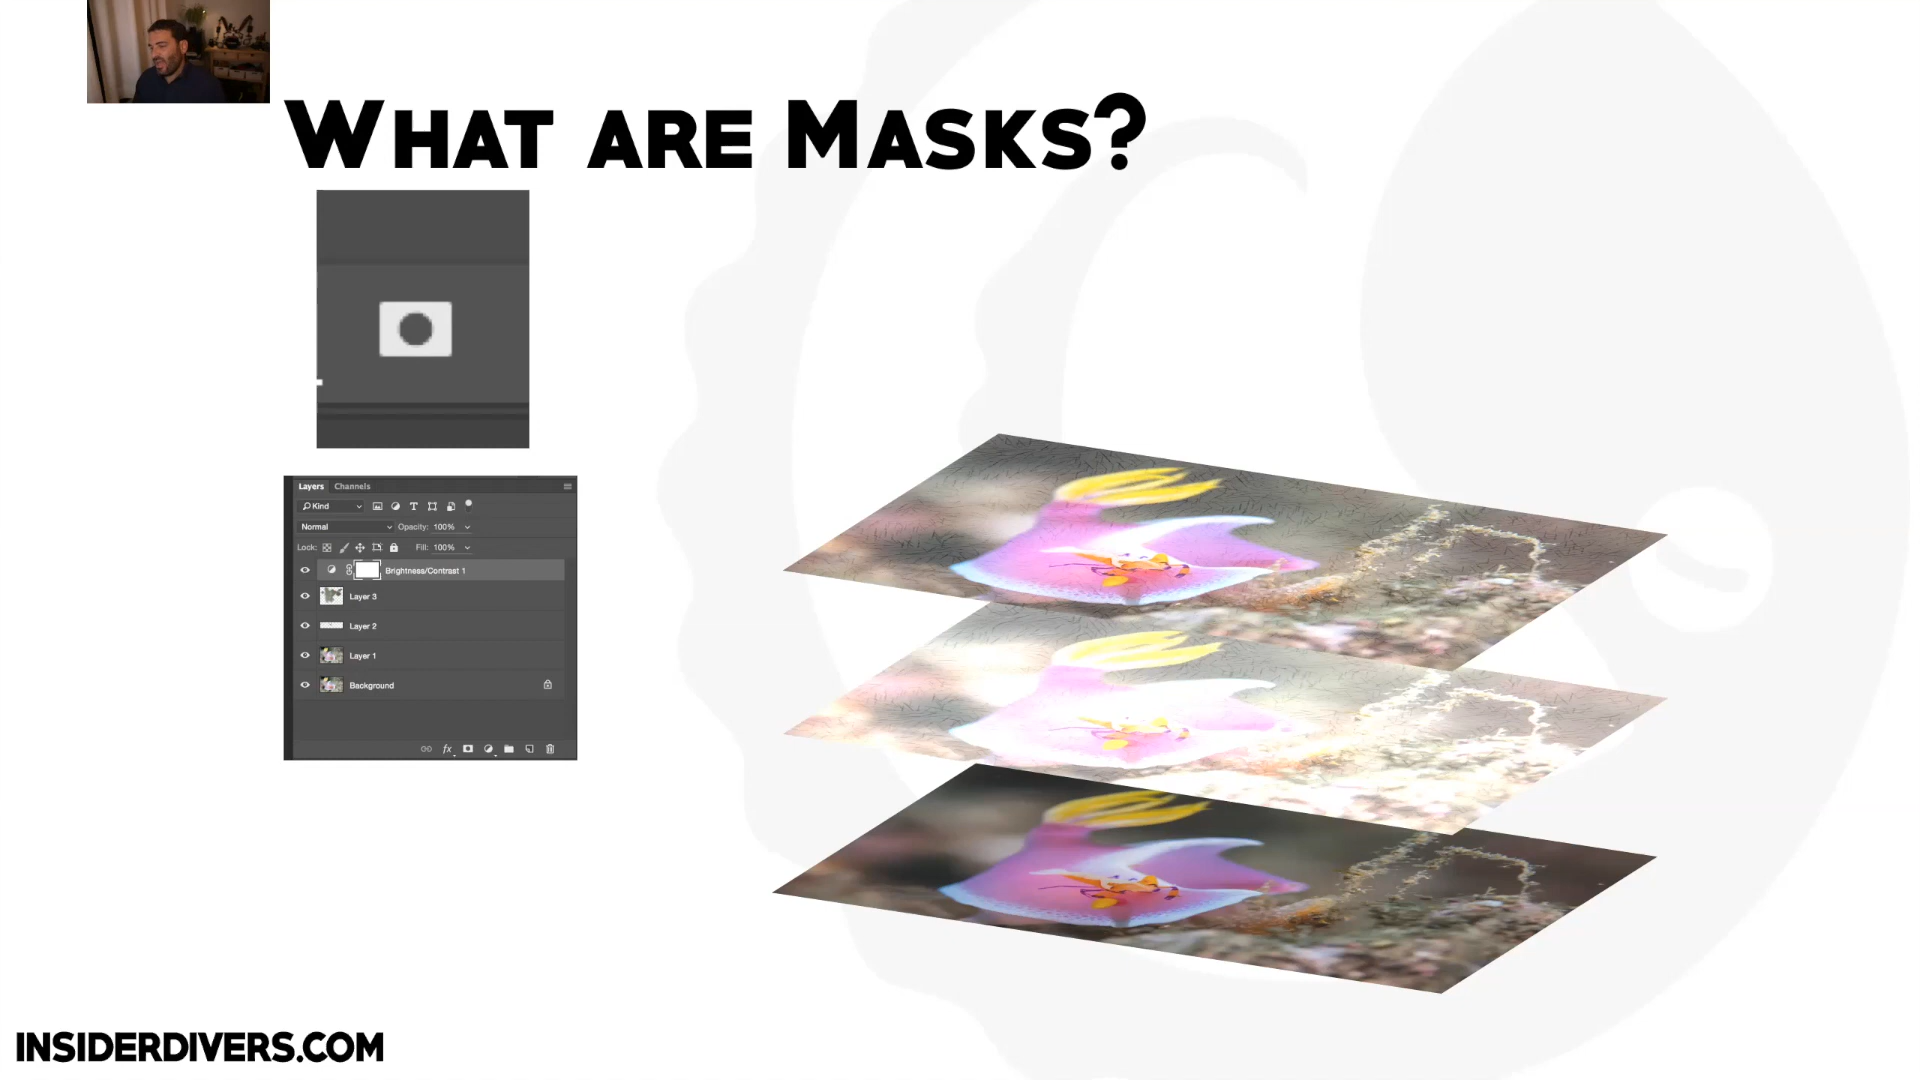 WHAT ARE MASKS?
Layers Channels
Kind
Normal Opacity: 100%
Lock: Fill: 100%
Brightness/Contrast 1
Layer 3
Layer 2
Layer 1
Background
fx
INSIDERDIVERS.COM